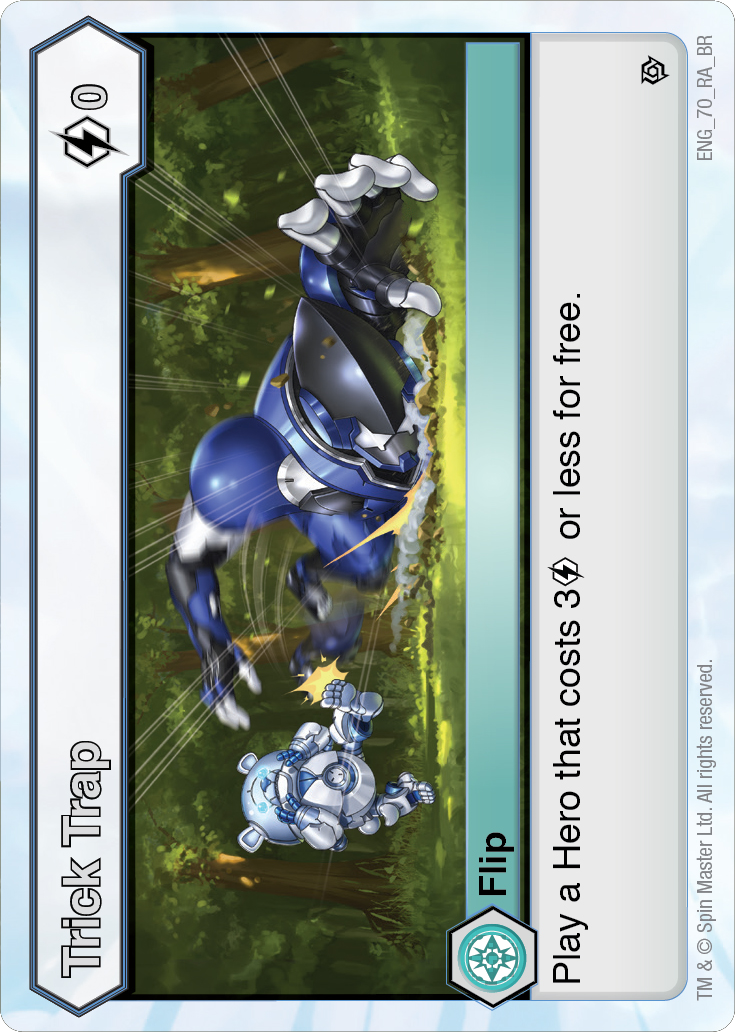 Trick Trap
0
Flip
Play a Hero that costs 3 or less for free.
TM & © Spin Master Ltd. All rights reserved.
ENG_70_RA_BR